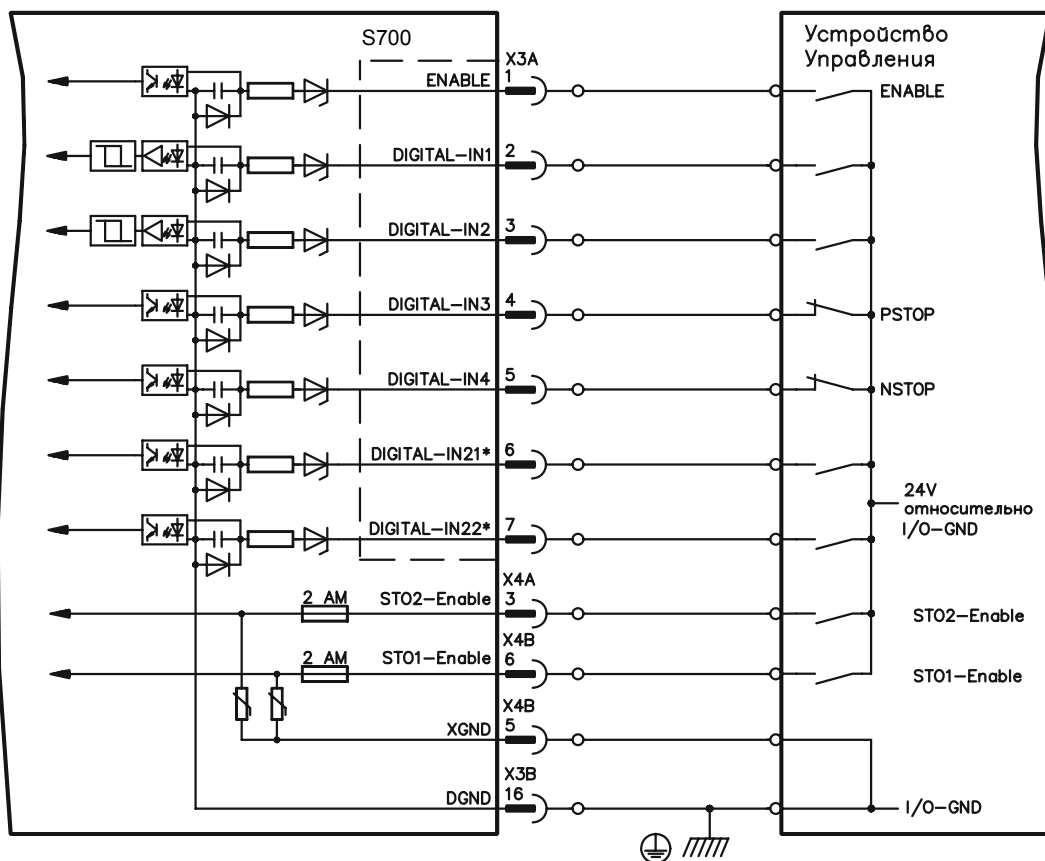 S700
Устройство
Управления
X3A
ENABLE 1 ENABLE
DIGITAL-IN1 2
DIGITAL-IN2 3
DIGITAL-IN3 4 PSTOP
DIGITAL-IN4 5 NSTOP
DIGITAL-IN21* 6
24V
относительно
I/O-GND
DIGITAL-IN22* 7
X4A
2 AM STO2-Enable 3 STO2-Enable
X4B
2 AM STO1-Enable 6 STO1-Enable
X4B
XGND 5
X3B
DGND 16 I/O-GND